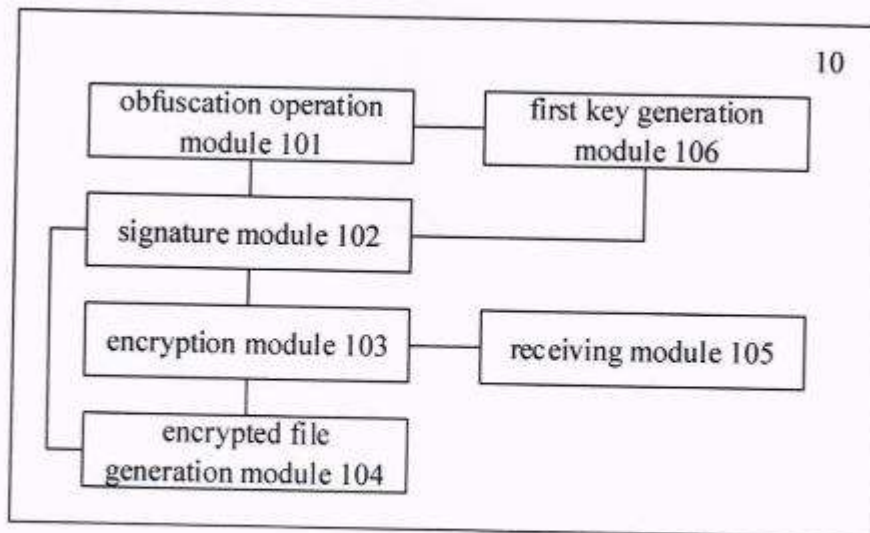 10
obfuscation operation
module 101
first key generation
module 106
signature module 102
encryption module 103
receiving module 105
encrypted file
generation module 104